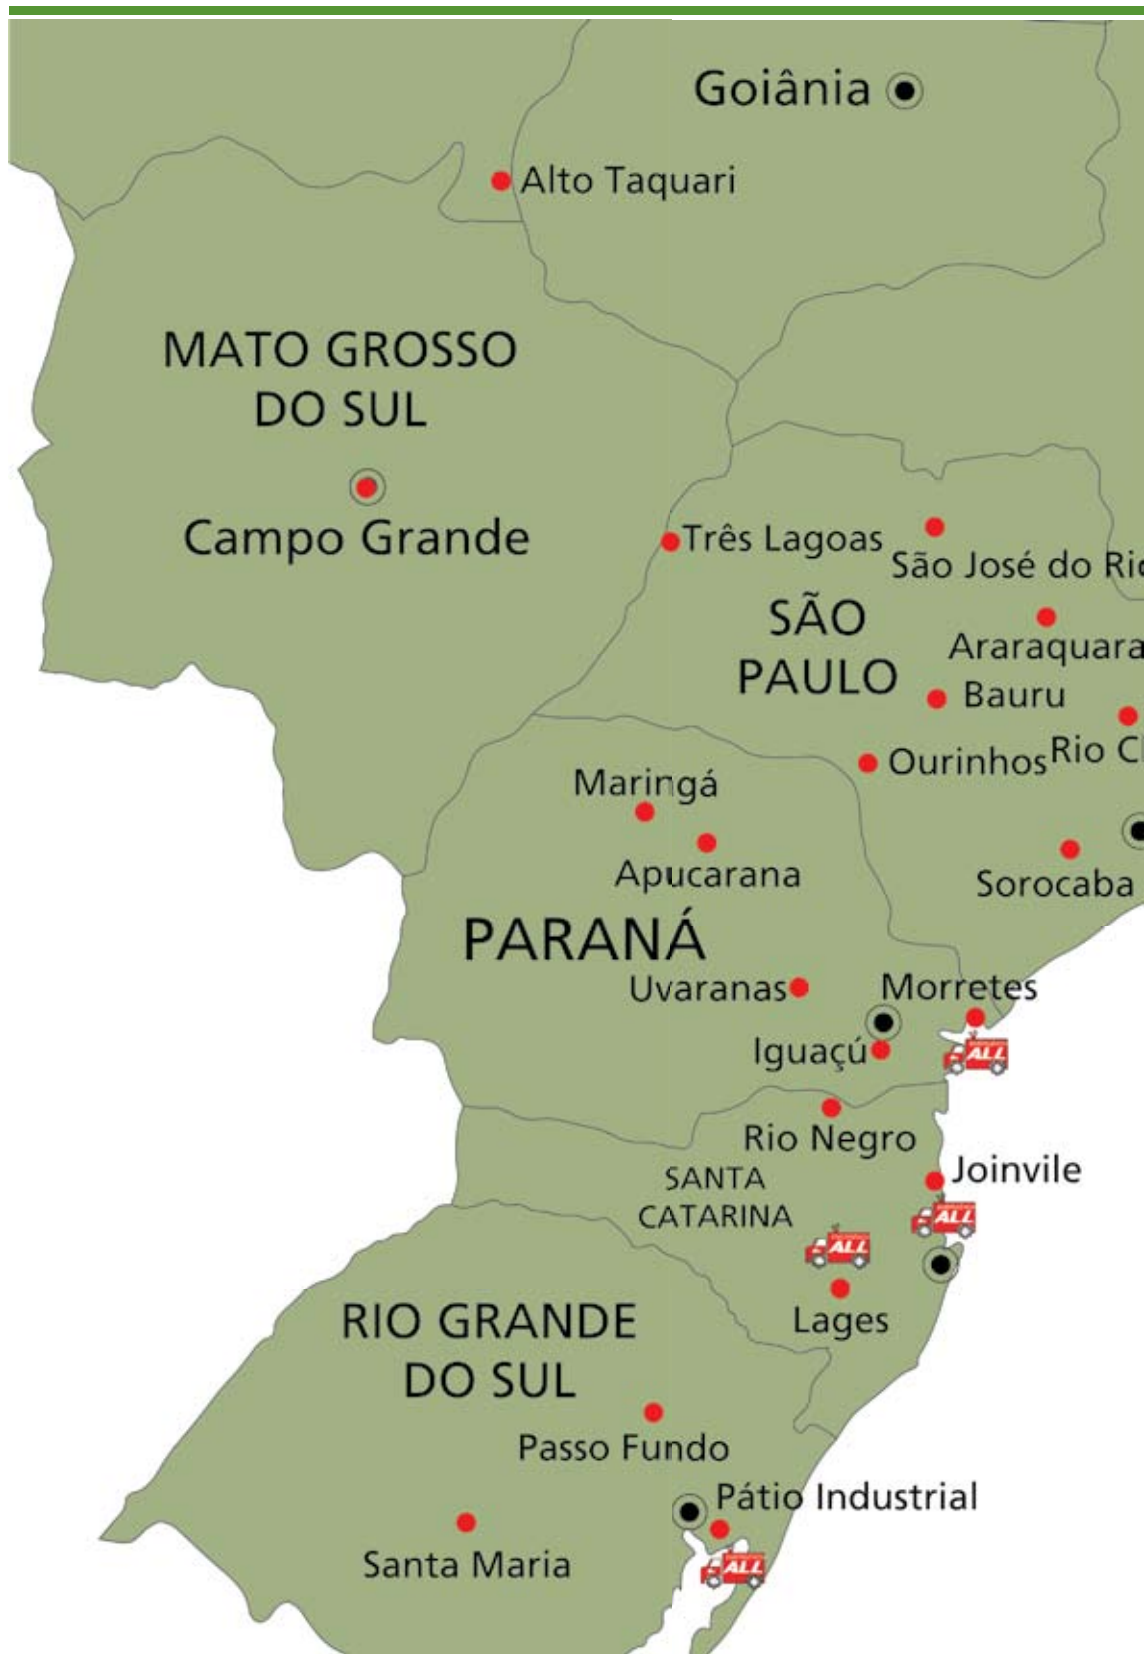 Goiânia
Alto Taquari
MATO GROSSO
DO SUL
Campo Grande
Três Lagoas
São José do Rio
SÃO
PAULO
Araraquara
Bauru
Ourinhos
Rio Cl
Maringá
Apucarana
Sorocaba
PARANÁ
Uvaranas
Morretes
Iguaçú
ALL
Rio Negro
SANTA
CATARINA
Joinvile
ALL
ALL
Lages
RIO GRANDE
DO SUL
Passo Fundo
Pátio Industrial
Santa Maria
ALL